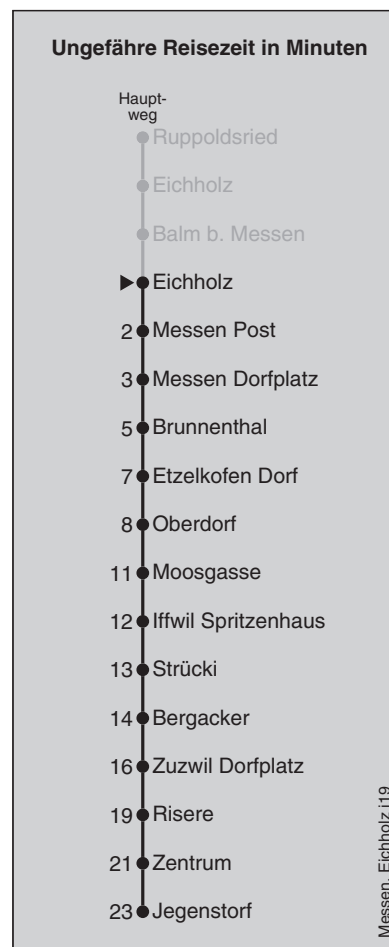 Ungefähre Reisezeit in Minuten
Haupt-
weg
Ruppoldsried
Eichholz
Balm b. Messen
Eichholz
2 Messen Post
3 Messen Dorfplatz
5 Brunnenthal
7 Etzelkofen Dorf
8 Oberdorf
11 Moosgasse
12 Iffwil Spritzenhaus
13 Strücki
14 Bergacker
16 Zuzwil Dorfplatz
19 Risere
21 Zentrum
23 Jegenstorf
Messen, Eichholz j19